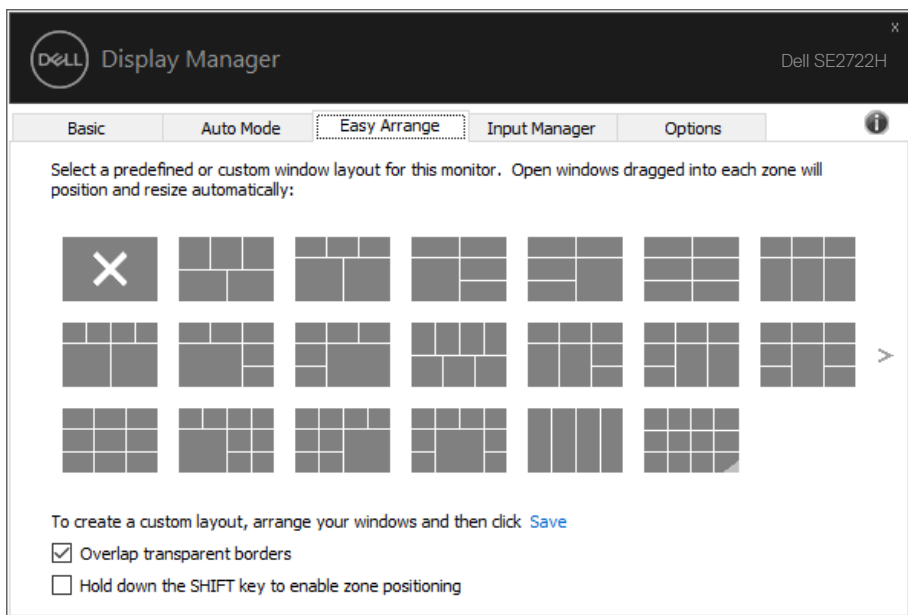 x
DELL
Display Manager
Dell SE2722H
Basic
Auto Mode
Easy Arrange
Input Manager
Options
i
Select a predefined or custom window layout for this monitor. Open windows dragged into each zone will
position and resize automatically:
>
To create a custom layout, arrange your windows and then click Save
Overlap transparent borders
Hold down the SHIFT key to enable zone positioning